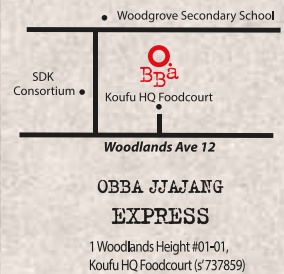 Woodgrove Secondary School
SDK
Consortium
O.
BBa
Koufu HQ Foodcourt
Woodlands Ave 12
OBBA JJAJANG
EXPRESS
1 Woodlands Height #01-01,
Koufu HQ Foodcourt (s'737859)